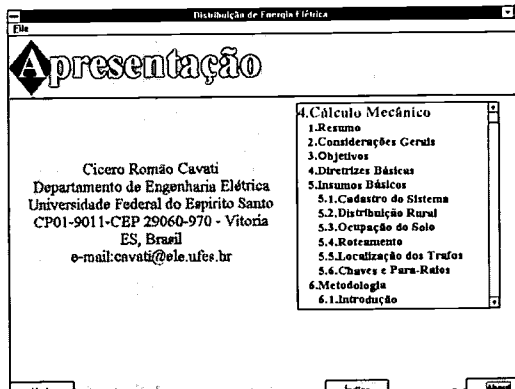 Distribuição de Energia Elétrica
File
Apresentação
Cicero Romão Cavati
Departamento de Engenharia Elétrica
Universidade Federal do Espirito Santo
CP01-9011-CEP 29060-970 - Vitoria
ES, Brasil
e-mail:cavati@ele.ufes.br
4.Cálculo Mecânico
1.Resumo
2.Considerações Gerais
3.Objetivos
4.Diretrizes Básicas
5.Insumos Básicos
5.1.Cadastro do Sistema
5.2.Distribuição Rural
5.3.Ocupação do Solo
5.4.Roteamento
5.5.Localização dos Trafos
5.6.Chaves e Para-Raios
6.Metodologia
6.1.Introdução